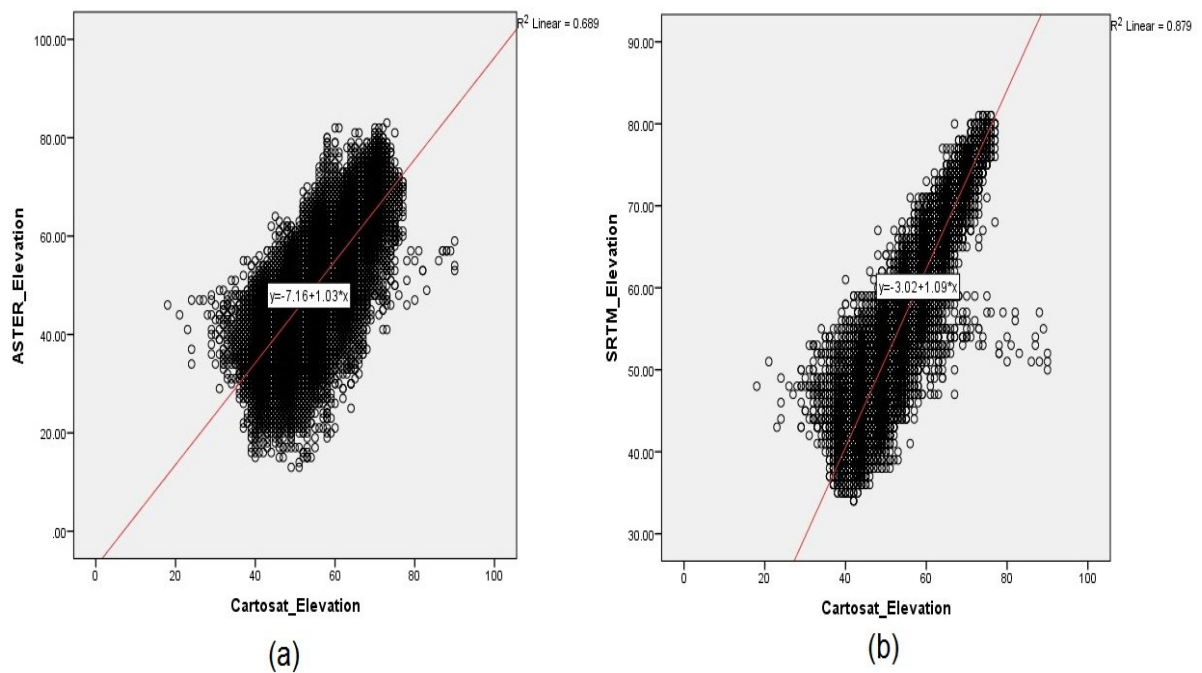 R² Linear = 0.689
100.00
80.00
60.00
40.00
20.00
.00
ASTER_Elevation
y=-7.16+1.03*x
0 20 40 60 80 100
Cartosat_Elevation
(a)
R² Linear = 0.879
90.00
80.00
70.00
60.00
50.00
40.00
30.00
SRTM_Elevation
y=-3.02+1.09*x
0 20 40 60 80 100
Cartosat_Elevation
(b)